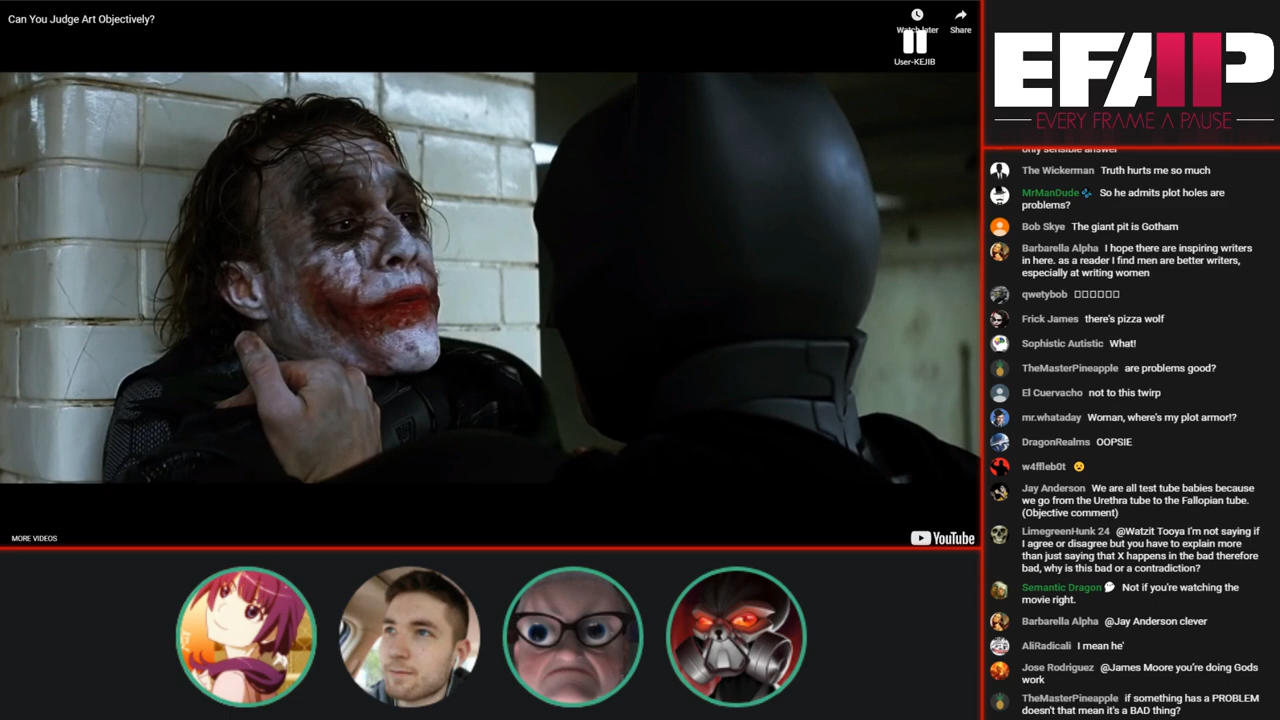 Can You Judge Art Objectively?
Watch later
Share
User-KEJIB
MORE VIDEOS
YouTube
EFAP
EVERY FRAME A PAUSE
only sensible answer
The Wickerman Truth hurts me so much
MrManDude So he admits plot holes are
problems?
Bob Skye The giant pit is Gotham
Barbarella Alpha I hope there are inspiring writers
in here. as a reader I find men are better writers,
especially at writing women
qwetybob
Frick James there's pizza wolf
Sophistic Autistic What!
TheMasterPineapple are problems good?
El Cuervacho not to this twirp
mr.whataday Woman, where's my plot armor!?
DragonRealms OOPSIE
w4ffleb0t 😮
Jay Anderson We are all test tube babies because
we go from the Urethra tube to the Fallopian tube.
(Objective comment)
LimegreenHunk 24 @Watzit Tooya I'm not saying if
I agree or disagree but you have to explain more
than just saying that X happens in the bad therefore
bad, why is this bad or a contradiction?
Semantic Dragon Not if you're watching the
movie right.
Barbarella Alpha @Jay Anderson clever
AliRadicali I mean he'
Jose Rodriguez @James Moore you're doing Gods
work
TheMasterPineapple if something has a PROBLEM
doesn't that mean it's a BAD thing?